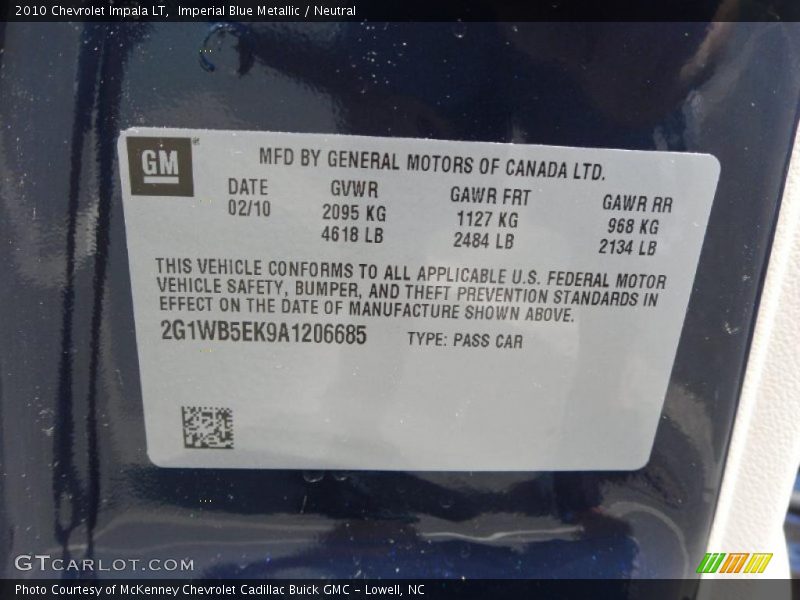 2010 Chevrolet Impala LT,  Imperial Blue Metallic / Neutral
GM
MFD BY GENERAL MOTORS OF CANADA LTD.
DATE GVWR GAWR FRT GAWR RR
02/10 2095 KG 1127 KG 968 KG
4618 LB 2484 LB 2134 LB
THIS VEHICLE CONFORMS TO ALL APPLICABLE U.S. FEDERAL MOTOR
VEHICLE SAFETY, BUMPER, AND THEFT PREVENTION STANDARDS IN
EFFECT ON THE DATE OF MANUFACTURE SHOWN ABOVE.
2G1WB5EK9A1206685 TYPE: PASS CAR
GTCARLOT.COM
Photo Courtesy of McKenney Chevrolet Cadillac Buick GMC - Lowell, NC